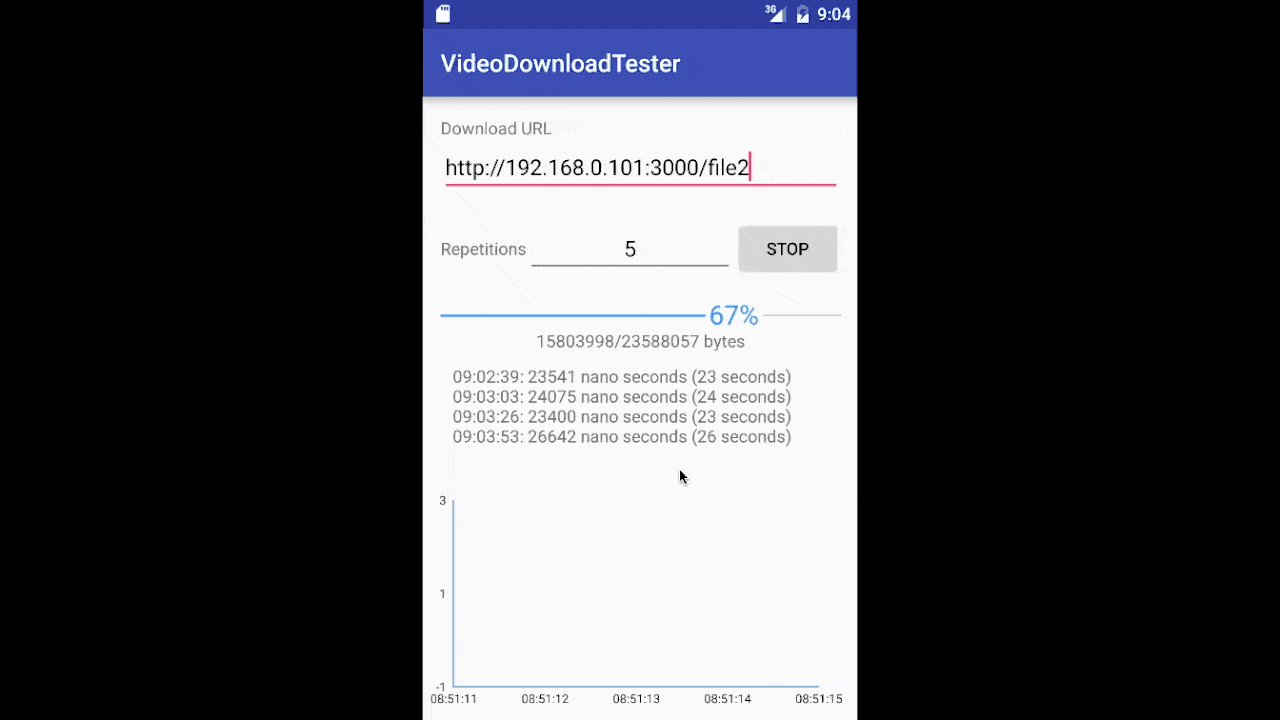 3G 9:04
VideoDownloadTester
Download URL
http://192.168.0.101:3000/file2
Repetitions 5 STOP
67%
15803998/23588057 bytes
09:02:39: 23541 nano seconds (23 seconds)
09:03:03: 24075 nano seconds (24 seconds)
09:03:26: 23400 nano seconds (23 seconds)
09:03:53: 26642 nano seconds (26 seconds)
3
1
-1
08:51:11 08:51:12 08:51:13 08:51:14 08:51:15